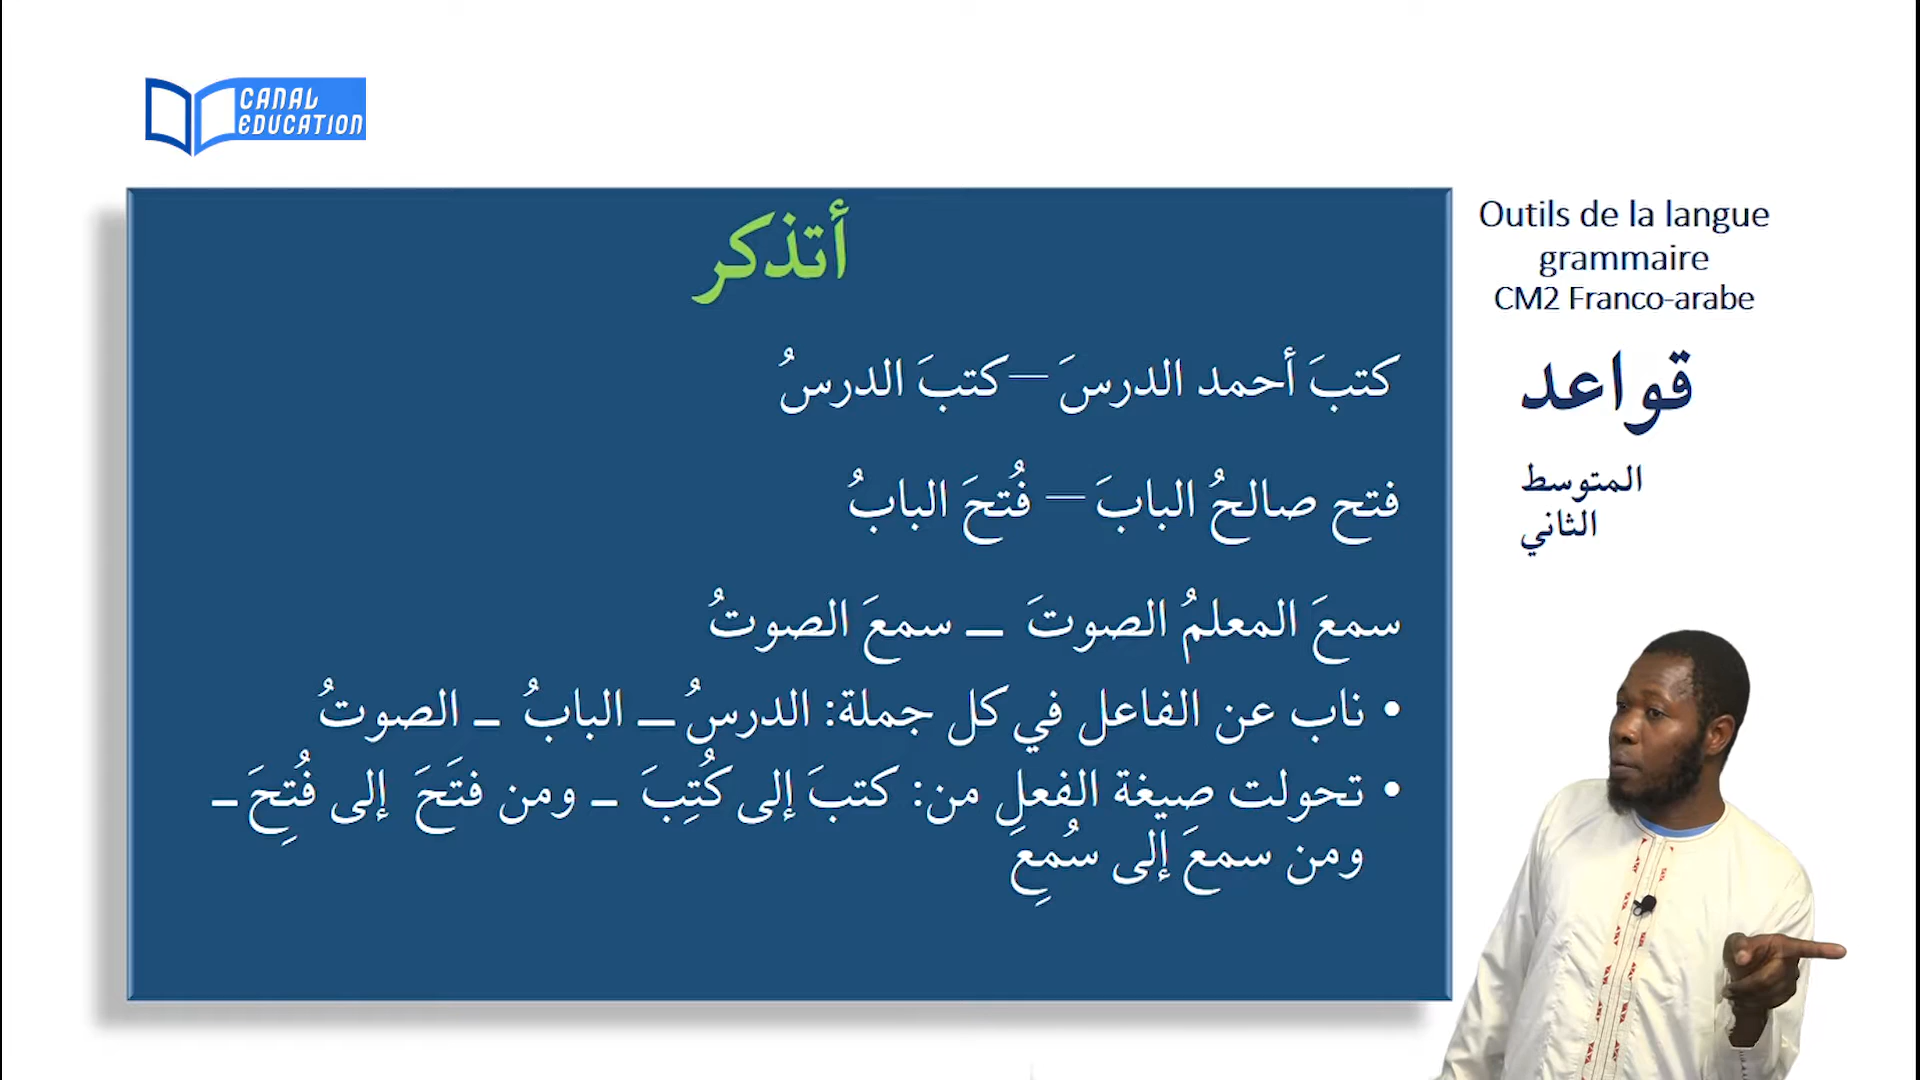 CANAL
EDUCATION
أتذكر
كتبَ أحمد الدرسَ – كتبَ الدرسُ
فتح صالحُ البابَ – فُتحَ البابُ
سمعَ المعلمُ الصوتَ ــ سمعَ الصوتُ
• ناب عن الفاعل في كل جملة: الدرسُ ــ البابُ ـ الصوتُ
• تحولت صيغة الفعلِ من: كتبَ إلى كُتِبَ ـ ومن فتَحَ إلى فُتِحَ ـ
ومن سمعَ إلى سُمِعَ
Outils de la langue
grammaire
CM2 Franco-arabe
قواعد
المتوسط
الثاني